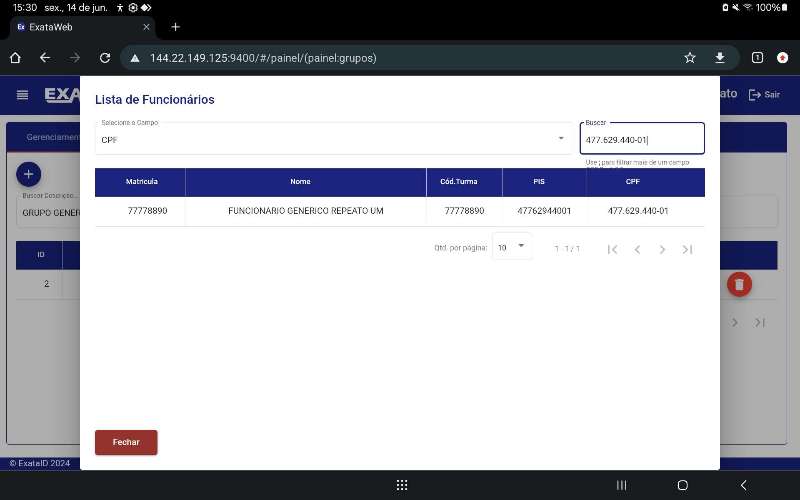 15:30 sex., 14 de jun. 100%
ExataWeb
144.22.149.125:9400/#/painel/(painel:grupos)
1
EXA
ato
Sair
Gerenciament
Lista de Funcionários
Selecione o Campo
CPF
Buscar
477.629.440-01
Use ; para filtrar mais de um campo
Buscar Descrição...
GRUPO GENER
ID
2
Matricula Nome Cód.Turma PIS CPF
77778890 FUNCIONARIO GENERICO REPEATO UM 77778890 47762944001 477.629.440-01
Qtd. por página: 10 1 - 1 / 1
Fechar
© ExataID 2024